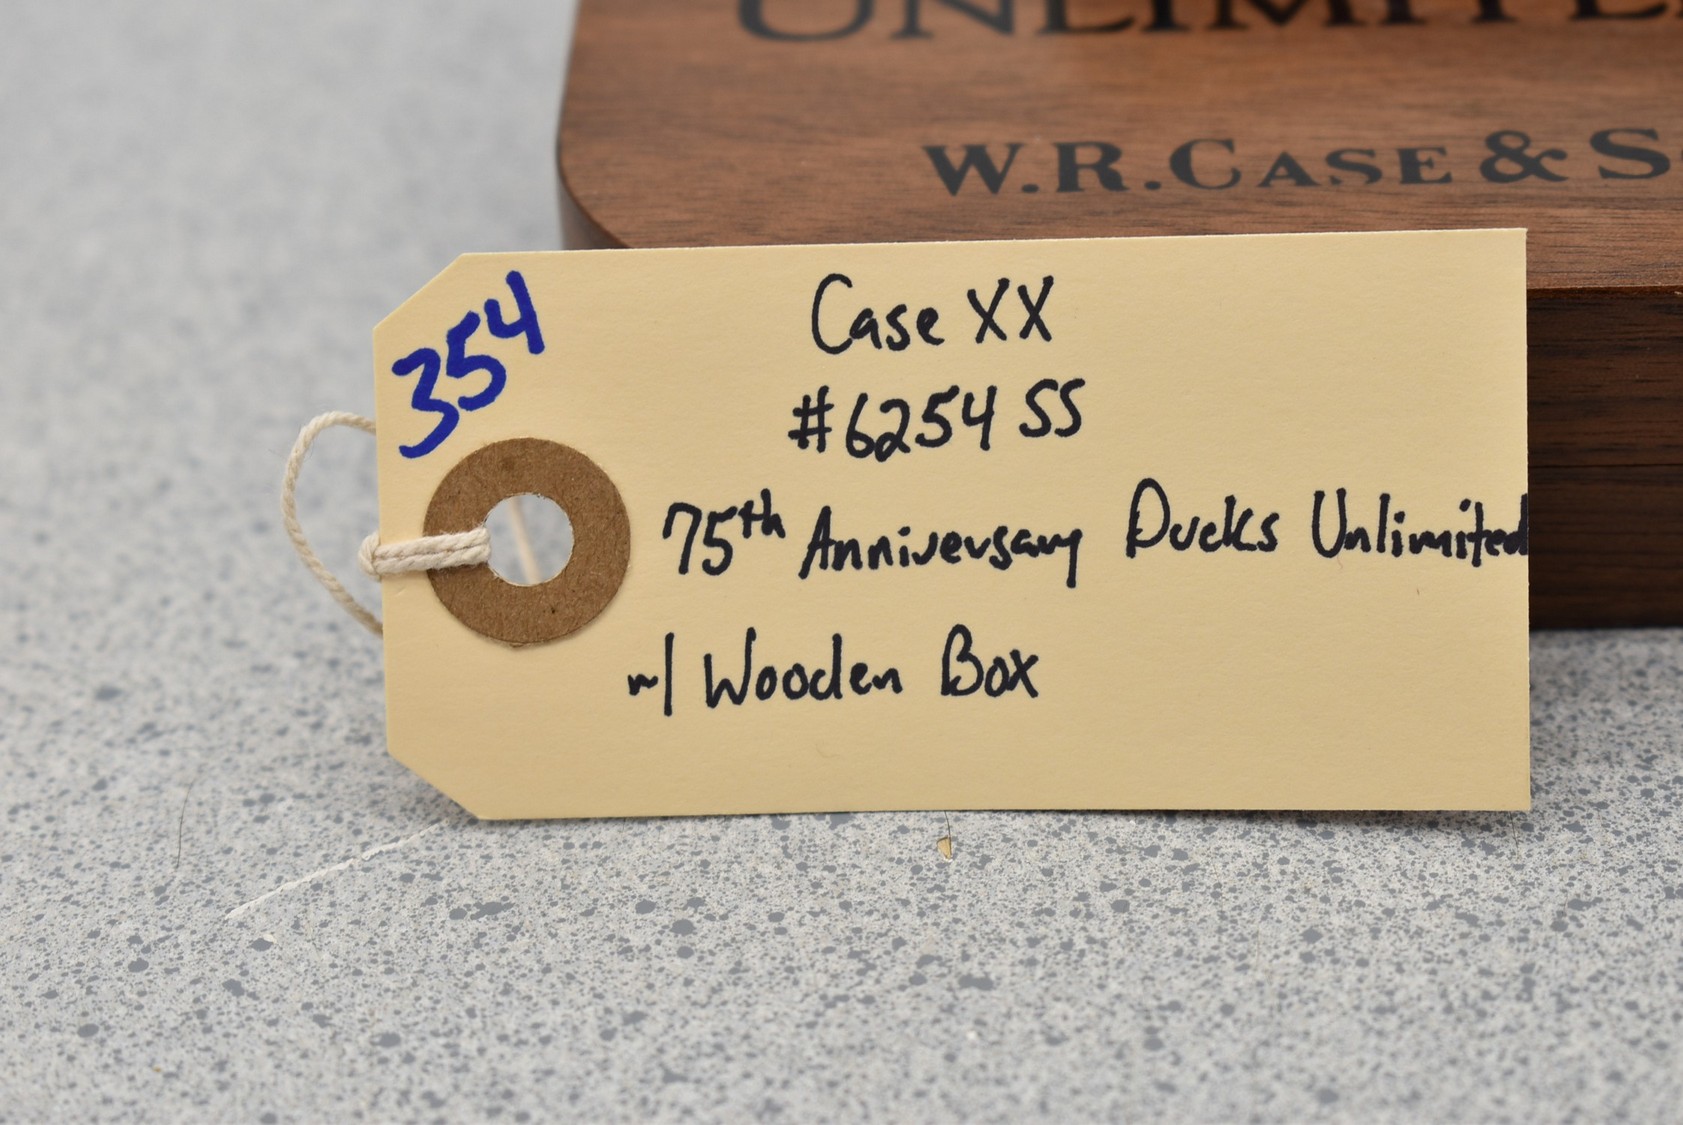 UNLIMITE
W.R. CASE & S
354
Case XX
#6254 SS
75th Anniversary Ducks Unlimited
w/ Wooden Box